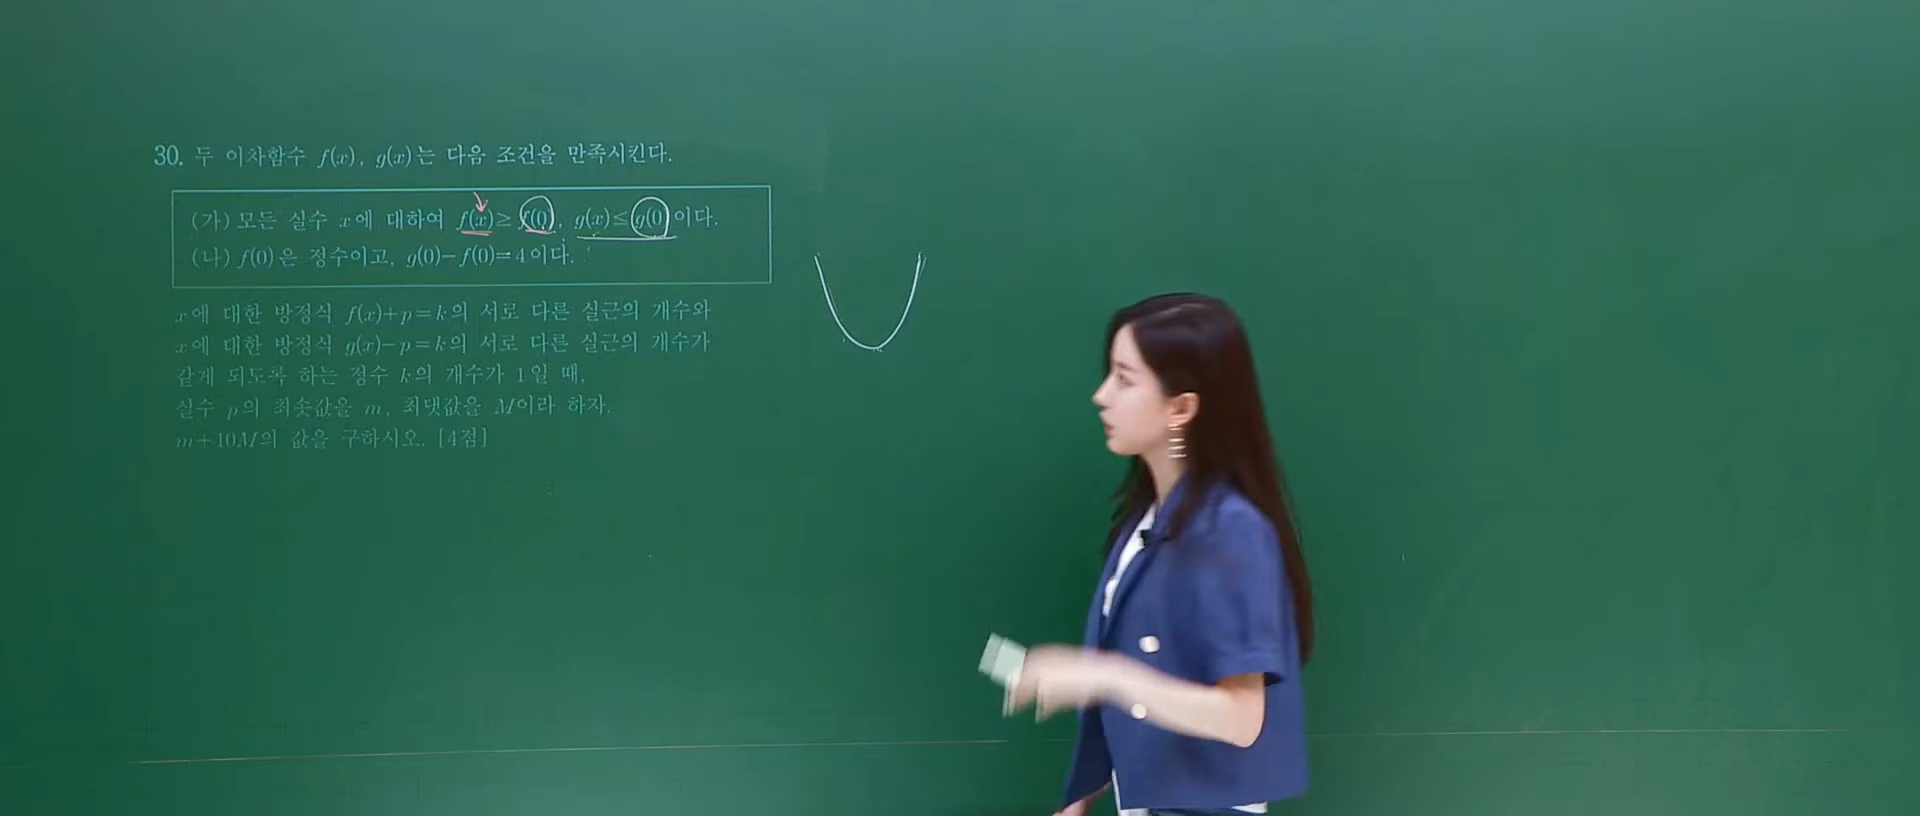 30. 두 이차함수 f(x), g(x)는 다음 조건을 만족시킨다.
(가) 모든 실수 x에 대하여 f(x)≥f(0), g(x)≤g(0)이다.
(나) f(0)은 정수이고, g(0)-f(0)=4이다.
x에 대한 방정식 f(x)+p=k의 서로 다른 실근의 개수와
x에 대한 방정식 g(x)-p=k의 서로 다른 실근의 개수가
같게 되도록 하는 정수 k의 개수가 1일 때,
실수 p의 최솟값을 m, 최댓값을 M이라 하자.
m+10M의 값을 구하시오. [4점]